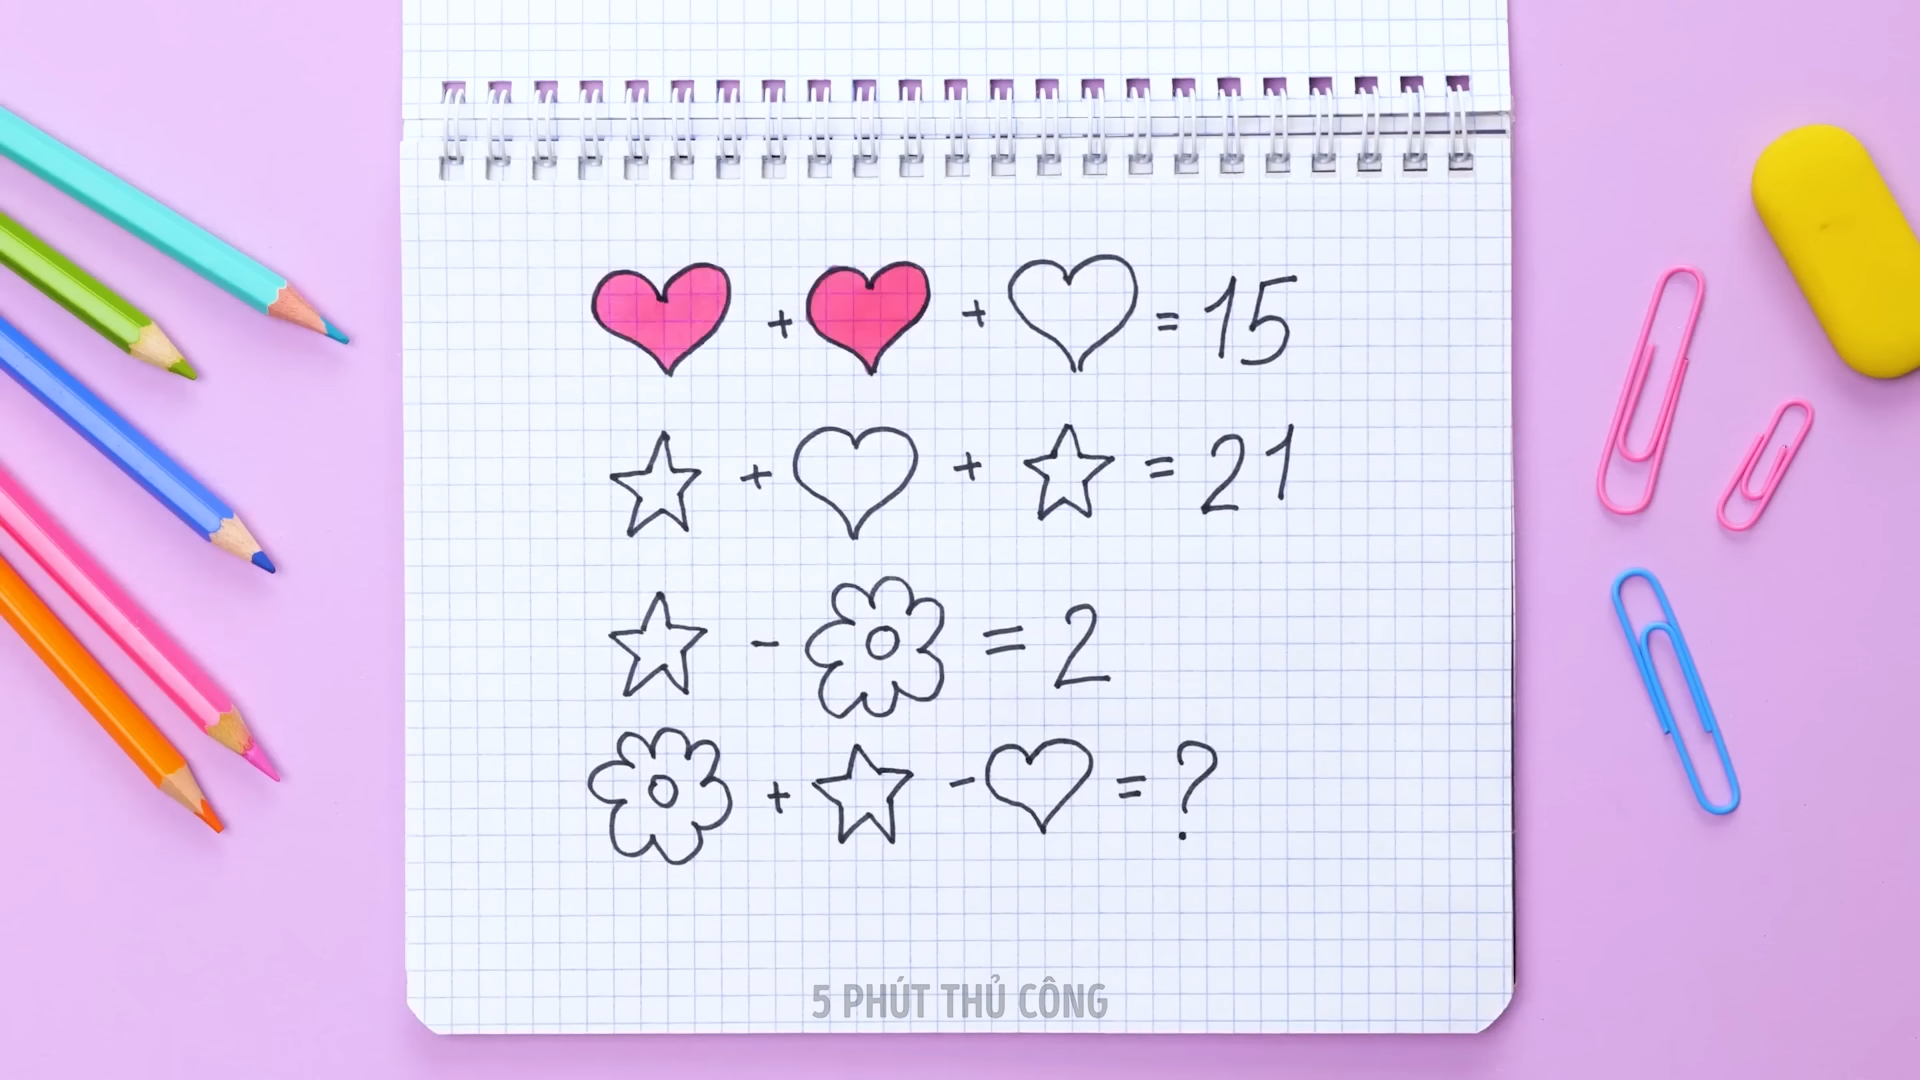 + + = 15
+ + = 21
- = 2
+ - = ?
5 PHÚT THỦ CÔNG